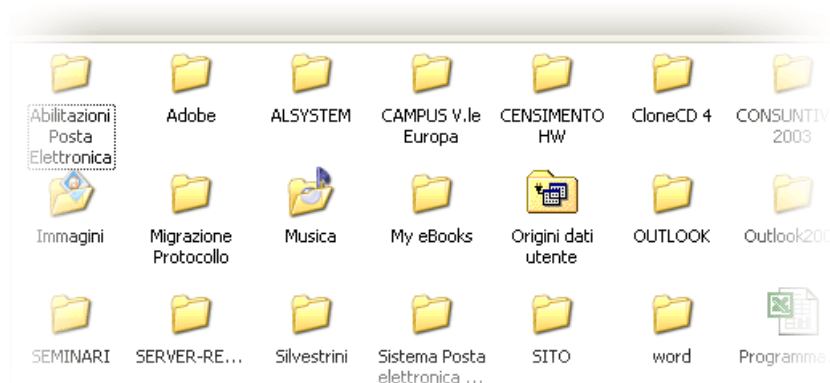 Abilitazioni Posta Elettronica
Adobe
ALSYSTEM
CAMPUS V.le Europa
CENSIMENTO HW
CloneCD 4
CONSUNTIV
2003
Immagini
Migrazione Protocollo
Musica
My eBooks
Origini dati utente
OUTLOOK
Outlook200
SEMINARI
SERVER-RE...
Silvestrini
Sistema Posta elettronica ...
SITO
word
Programma